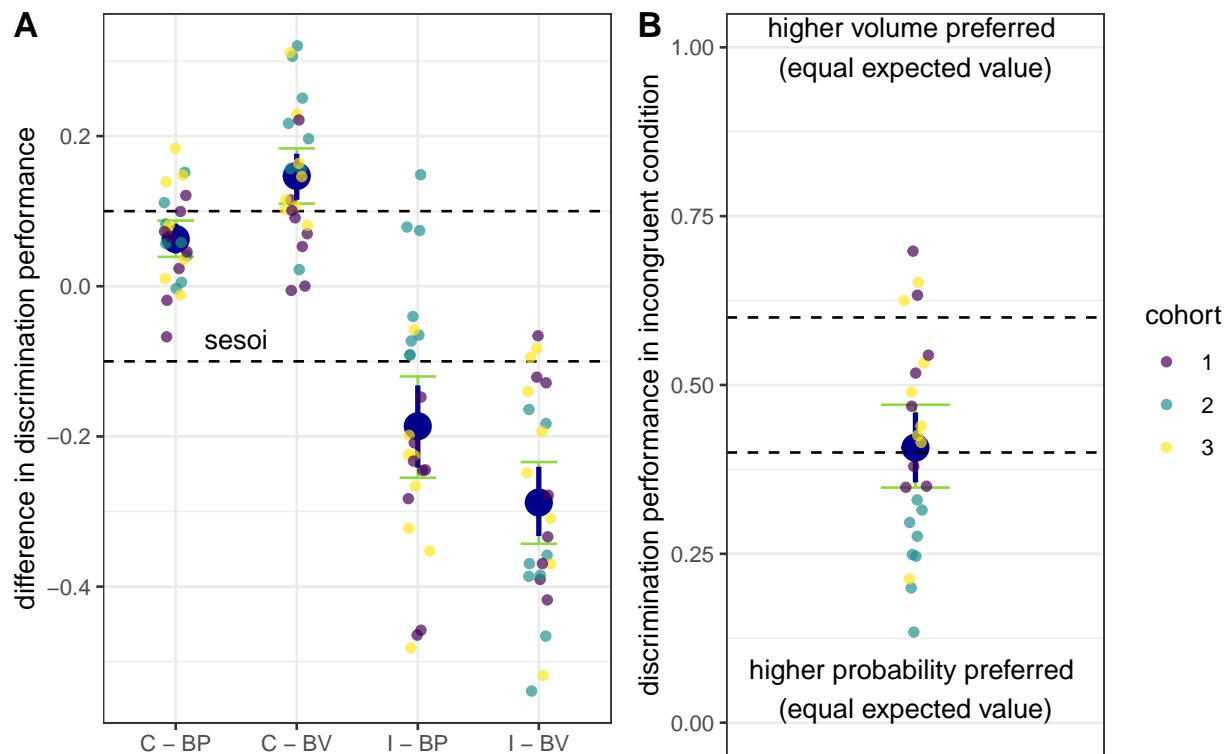 A
difference in discrimination performance
0.2
0.0
−0.2
−0.4
sesoi
C − BP
C − BV
I − BP
I − BV
B
discrimination performance in incongruent condition
1.00
0.75
0.50
0.25
0.00
higher volume preferred
(equal expected value)
higher probability preferred
(equal expected value)
cohort
1
2
3